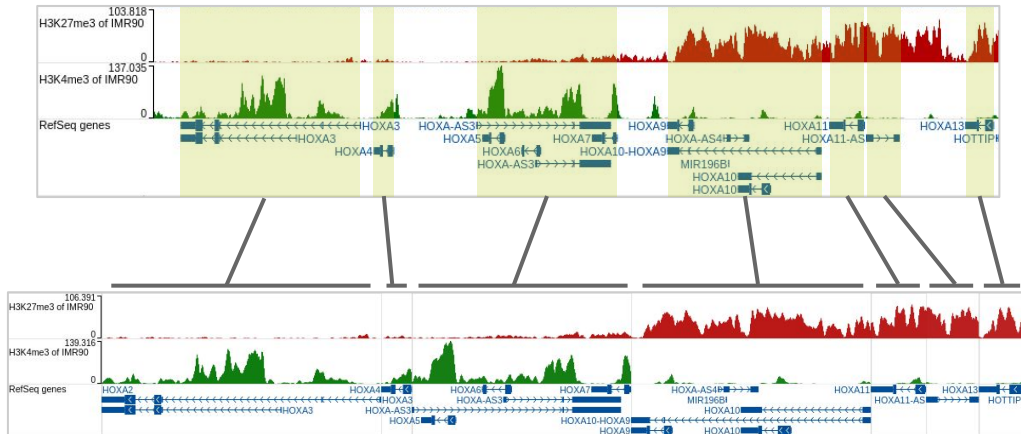 103.818
H3K27me3 of IMR90
0
137.035
H3K4me3 of IMR90
0
RefSeq genes
HOXA3 HOXA-AS3 HOXA9 HOXA11 HOXA13
HOXA3 HOXA5 HOXA7 HOXA-AS4 HOXA11-AS HOTTIP
HOXA4 HOXA6 HOXA10-HOXA9
HOXA-AS3 MIR196B
HOXA10
HOXA10
106.391
H3K27me3 of IMR90
0
139.316
H3K4me3 of IMR90
0
RefSeq genes HOXA2 HOXA4 HOXA6 HOXA7 HOXA-AS4 HOXA11 HOXA13
HOXA3 HOXA-AS3 MIR196B HOXA11-AS HOTTIP
HOXA3 HOXA-AS3 HOXA10
HOXA5 HOXA10-HOXA9
HOXA9 HOXA10